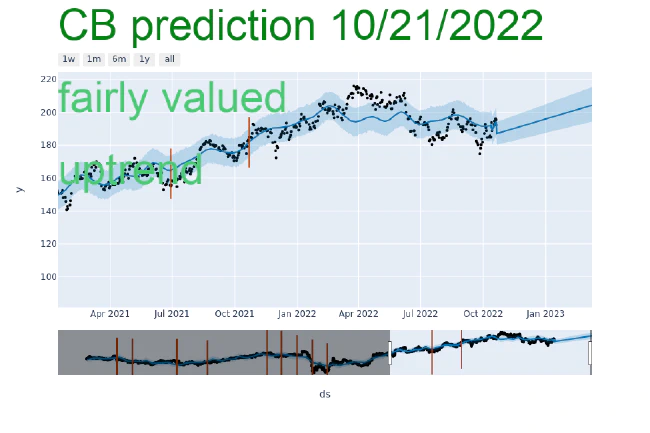 CB prediction 10/21/2022
1w 1m 6m 1y all
fairly valued
uptrend
220
200
180
160
140
120
100
y
Apr 2021 Jul 2021 Oct 2021 Jan 2022 Apr 2022 Jul 2022 Oct 2022 Jan 2023
ds